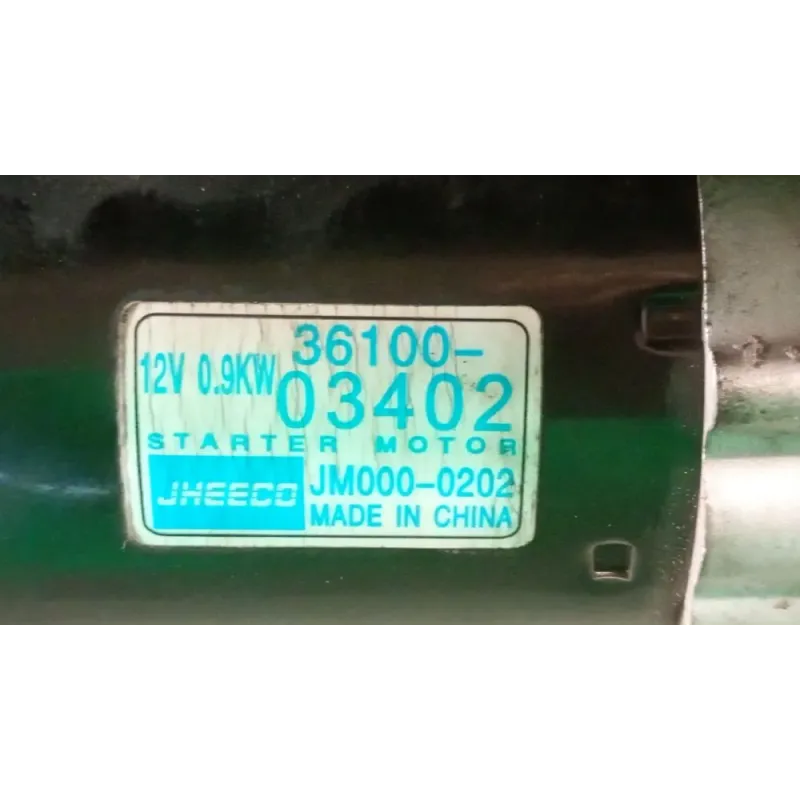 12V 0.9KW 36100-
03402
STARTER MOTOR
JHEECO JM000-0202
MADE IN CHINA